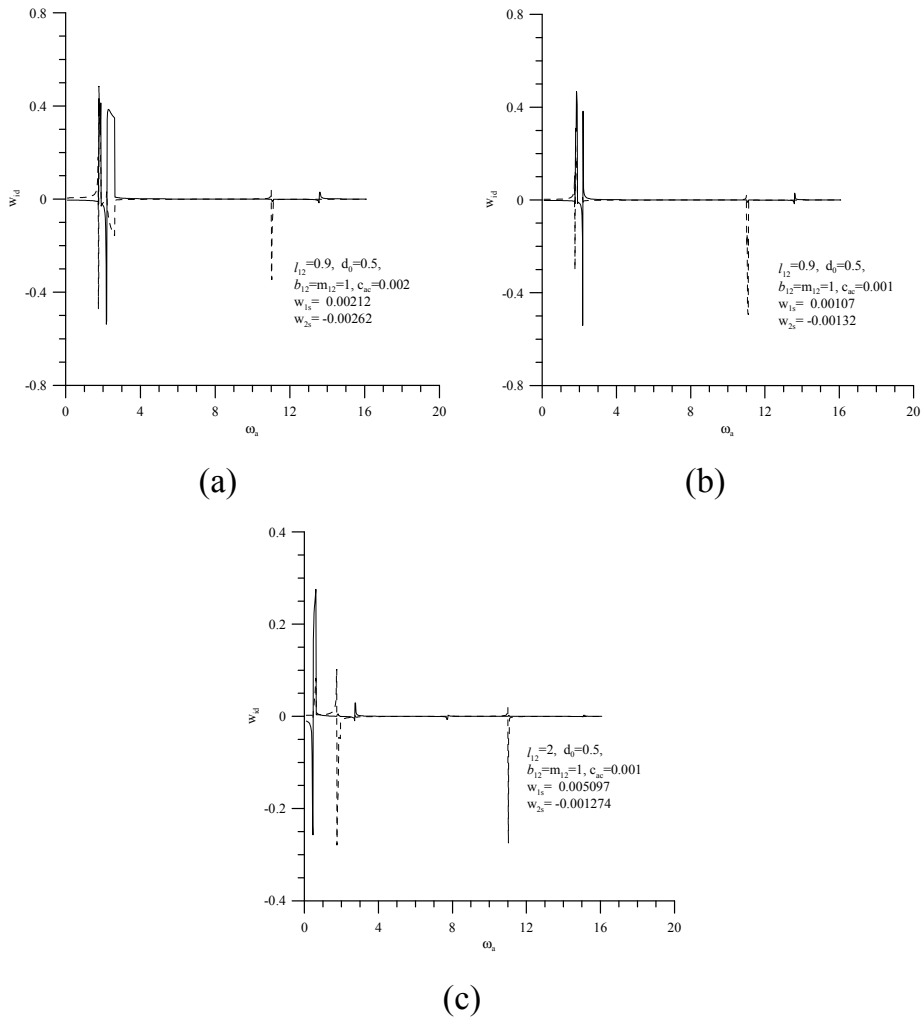 0.8
0.4
0
-0.4
-0.8
w_id
0 4 8 12 16 20
ω_a
l_12=0.9, d_0=0.5,
b_12=m_12=1, c_ac=0.002
w_1s= 0.00212
w_2s= -0.00262
(a)
0.8
0.4
0
-0.4
-0.8
w_id
0 4 8 12 16 20
ω_a
l_12=0.9, d_0=0.5,
b_12=m_12=1, c_ac=0.001
w_1s= 0.00107
w_2s= -0.00132
(b)
0.4
0.2
0
-0.2
-0.4
w_id
0 4 8 12 16 20
ω_a
l_12=2, d_0=0.5,
b_12=m_12=1, c_ac=0.001
w_1s= 0.005097
w_2s= -0.001274
(c)